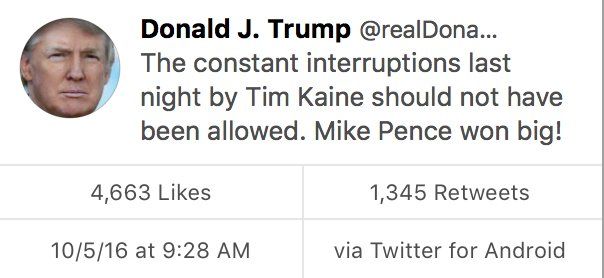 Donald J. Trump @realDona...
The constant interruptions last
night by Tim Kaine should not have
been allowed. Mike Pence won big!
4,663 Likes
1,345 Retweets
10/5/16 at 9:28 AM
via Twitter for Android